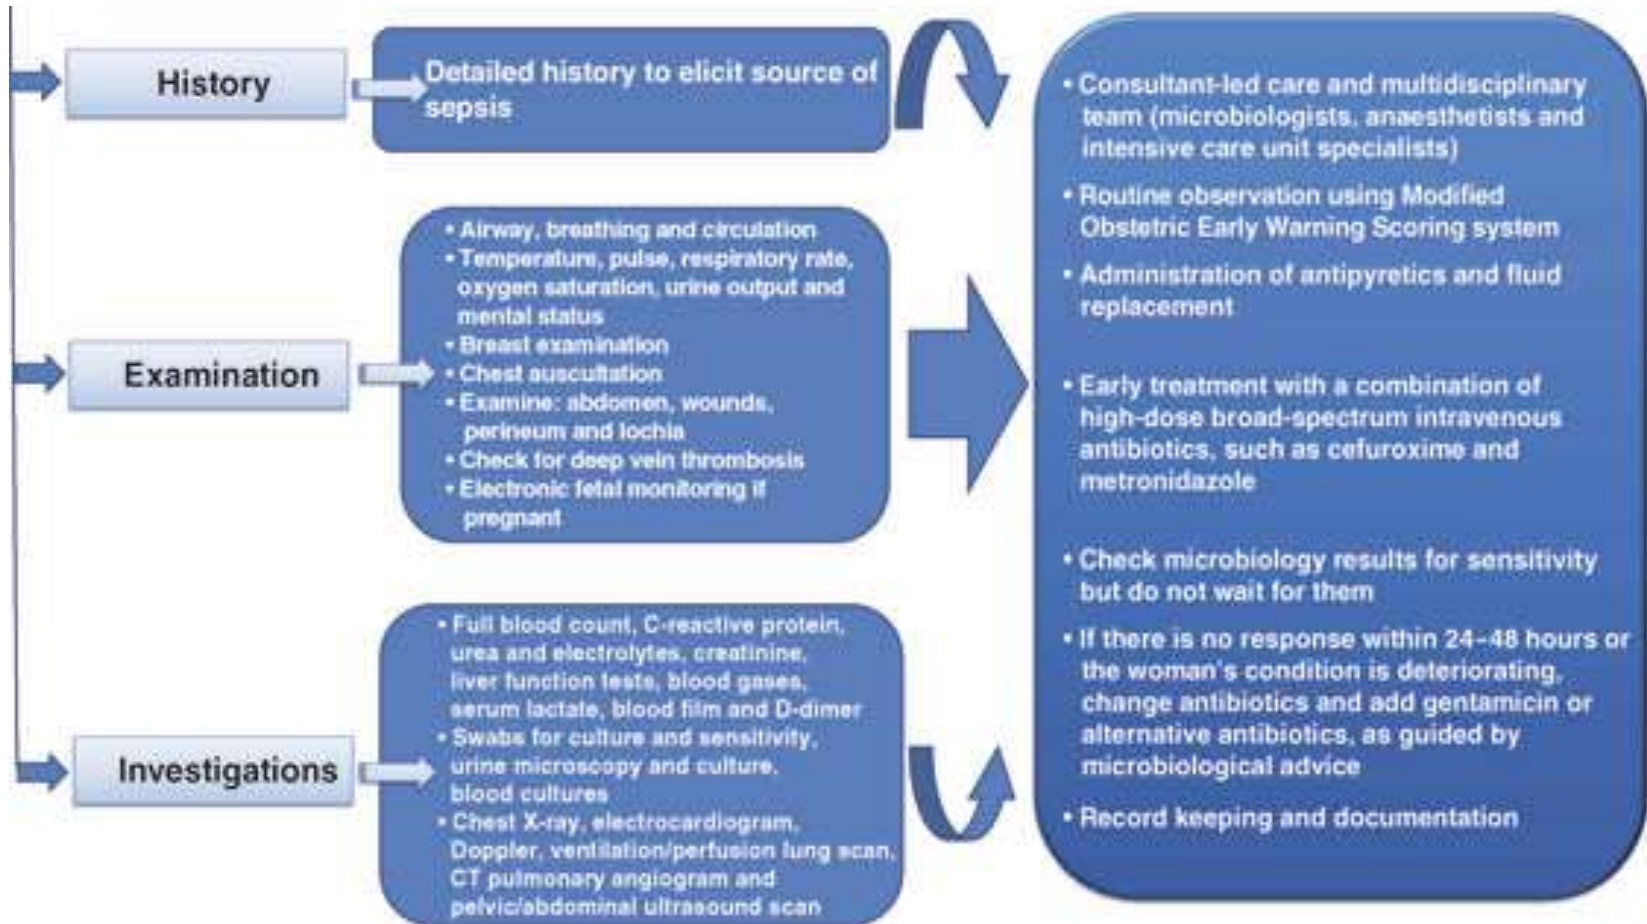 History
Detailed history to elicit source of
sepsis
Examination
• Airway, breathing and circulation
• Temperature, pulse, respiratory rate,
oxygen saturation, urine output and
mental status
• Breast examination
• Chest auscultation
• Examine: abdomen, wounds,
perineum and lochia
• Check for deep vein thrombosis
• Electronic fetal monitoring if
pregnant
Investigations
• Full blood count, C-reactive protein,
urea and electrolytes, creatinine,
liver function tests, blood gases,
serum lactate, blood film and D-dimer
• Swabs for culture and sensitivity,
urine microscopy and culture,
blood cultures
• Chest X-ray, electrocardiogram,
Doppler, ventilation/perfusion lung scan,
CT pulmonary angiogram and
pelvic/abdominal ultrasound scan
• Consultant-led care and multidisciplinary
team (microbiologists, anaesthetists and
intensive care unit specialists)
• Routine observation using Modified
Obstetric Early Warning Scoring system
• Administration of antipyretics and fluid
replacement
• Early treatment with a combination of
high-dose broad-spectrum intravenous
antibiotics, such as cefuroxime and
metronidazole
• Check microbiology results for sensitivity
but do not wait for them
• If there is no response within 24–48 hours or
the woman's condition is deteriorating,
change antibiotics and add gentamicin or
alternative antibiotics, as guided by
microbiological advice
• Record keeping and documentation